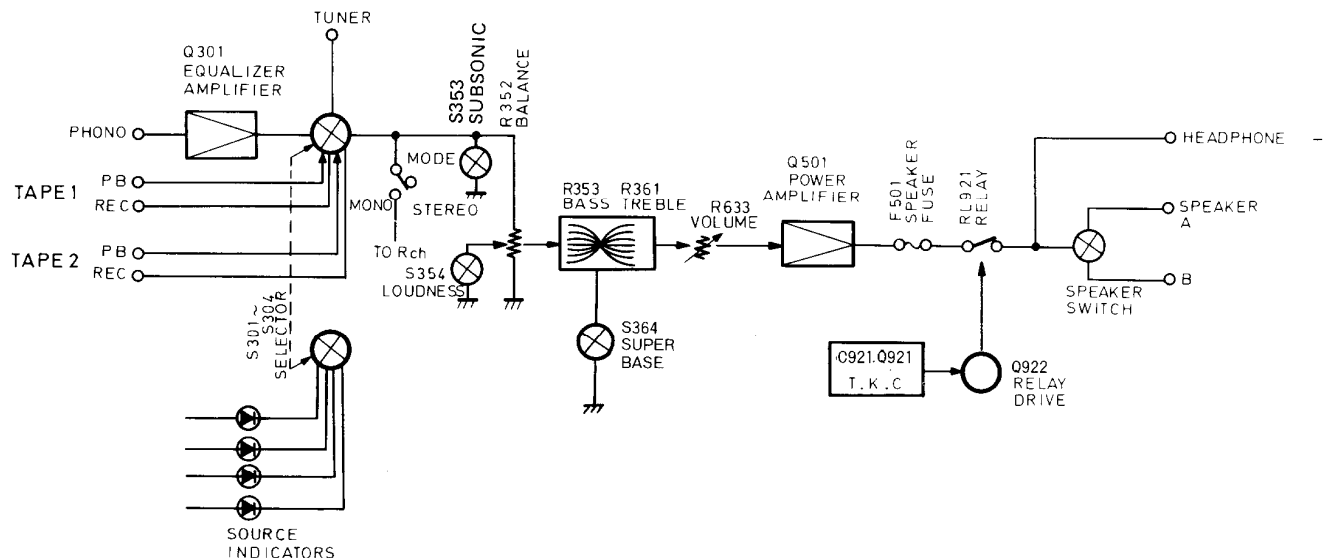 TUNER
Q301
EQUALIZER
AMPLIFIER
PHONO
TAPE 1
PB
REC
TAPE 2
PB
REC
S301~
S304
SELECTOR
SOURCE
INDICATORS
MONO
STEREO
TO Rch
MODE
S353
SUBSONIC
R352
BALANCE
S354
LOUDNESS
R353
BASS
R361
TREBLE
S364
SUPER
BASE
R633
VOLUME
Q501
POWER
AMPLIFIER
F501
SPEAKER
FUSE
RL921
RELAY
C921.Q921
T.K.C
Q922
RELAY
DRIVE
HEADPHONE
SPEAKER
A
B
SPEAKER
SWITCH